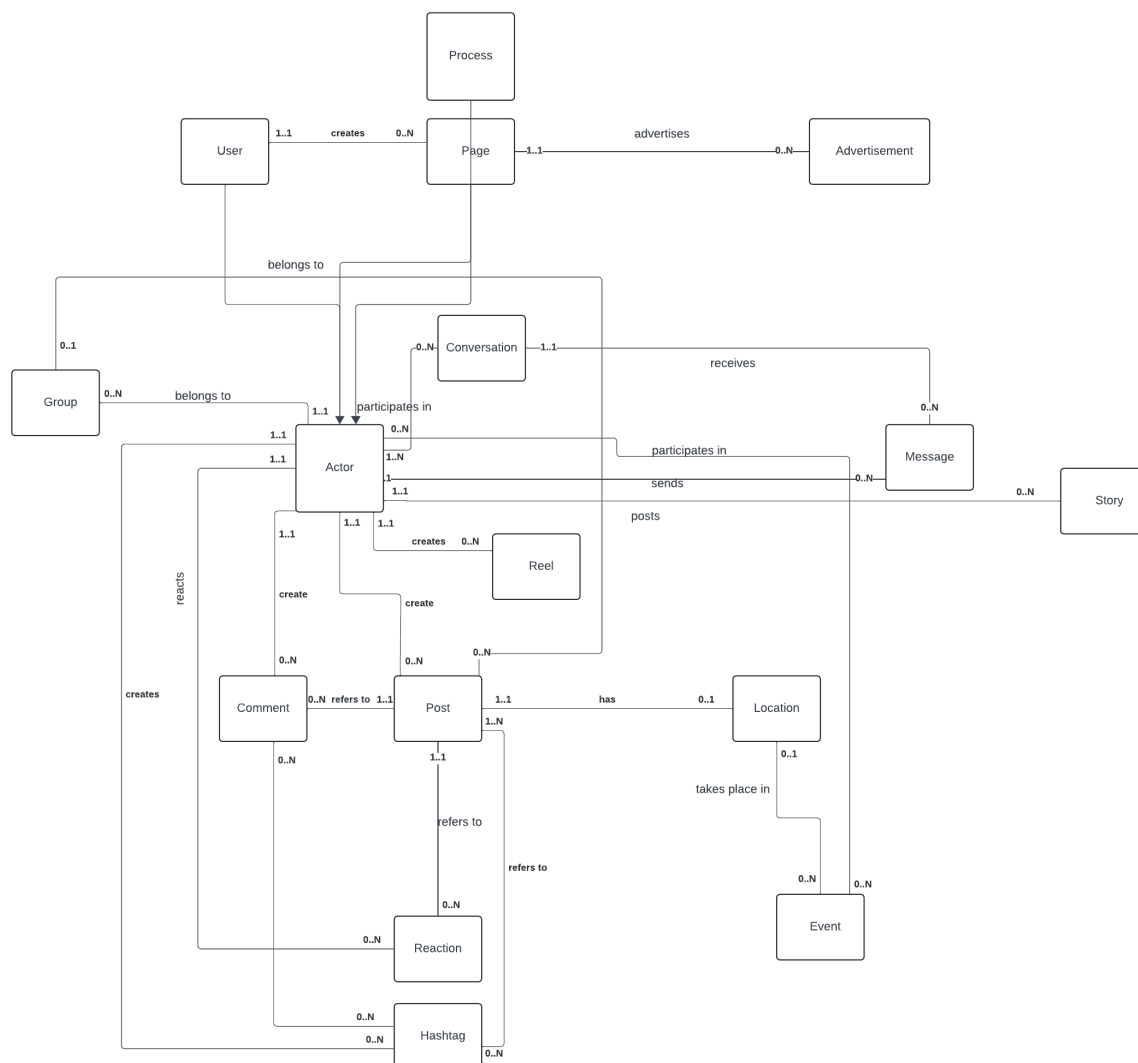 Process
User
1..1
creates
0..N
Page
1..1
advertises
0..N
Advertisement
belongs to
0..1
Conversation
0..N
1..1
receives
0..N
Group
0..N
belongs to
1..1
participates in
Actor
1..1
1..1
0..N
1..N
participates in
.1
sends
0..N
Message
1..1
posts
0..N
Story
1..1
1..1
1..1
creates
0..N
Reel
reacts
create
create
0..N
0..N
0..N
creates
Comment
0..N
refers to
1..1
Post
1..1
has
0..1
Location
1..N
0..N
1..1
0..1
takes place in
refers to
refers to
0..N
0..N
Event
0..N
0..N
Reaction
0..N
0..N
Hashtag
0..N